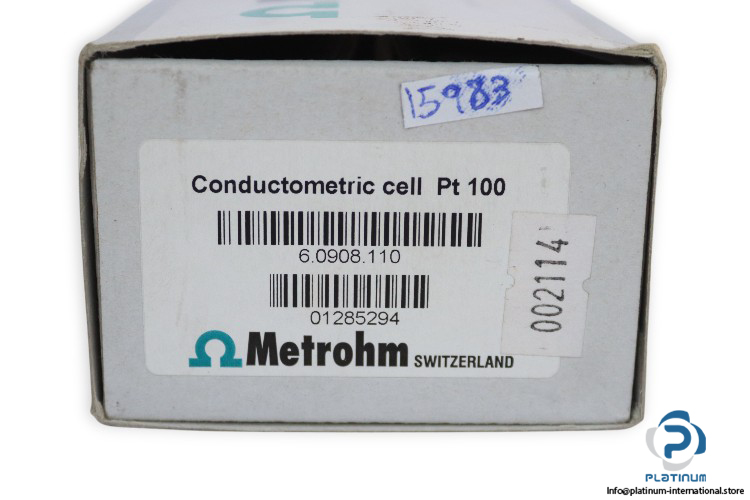 15983
Conductometric cell Pt 100
6.0908.110
01285294
Metrohm SWITZERLAND
002114
PLATINUM
Info@platinum-international.store